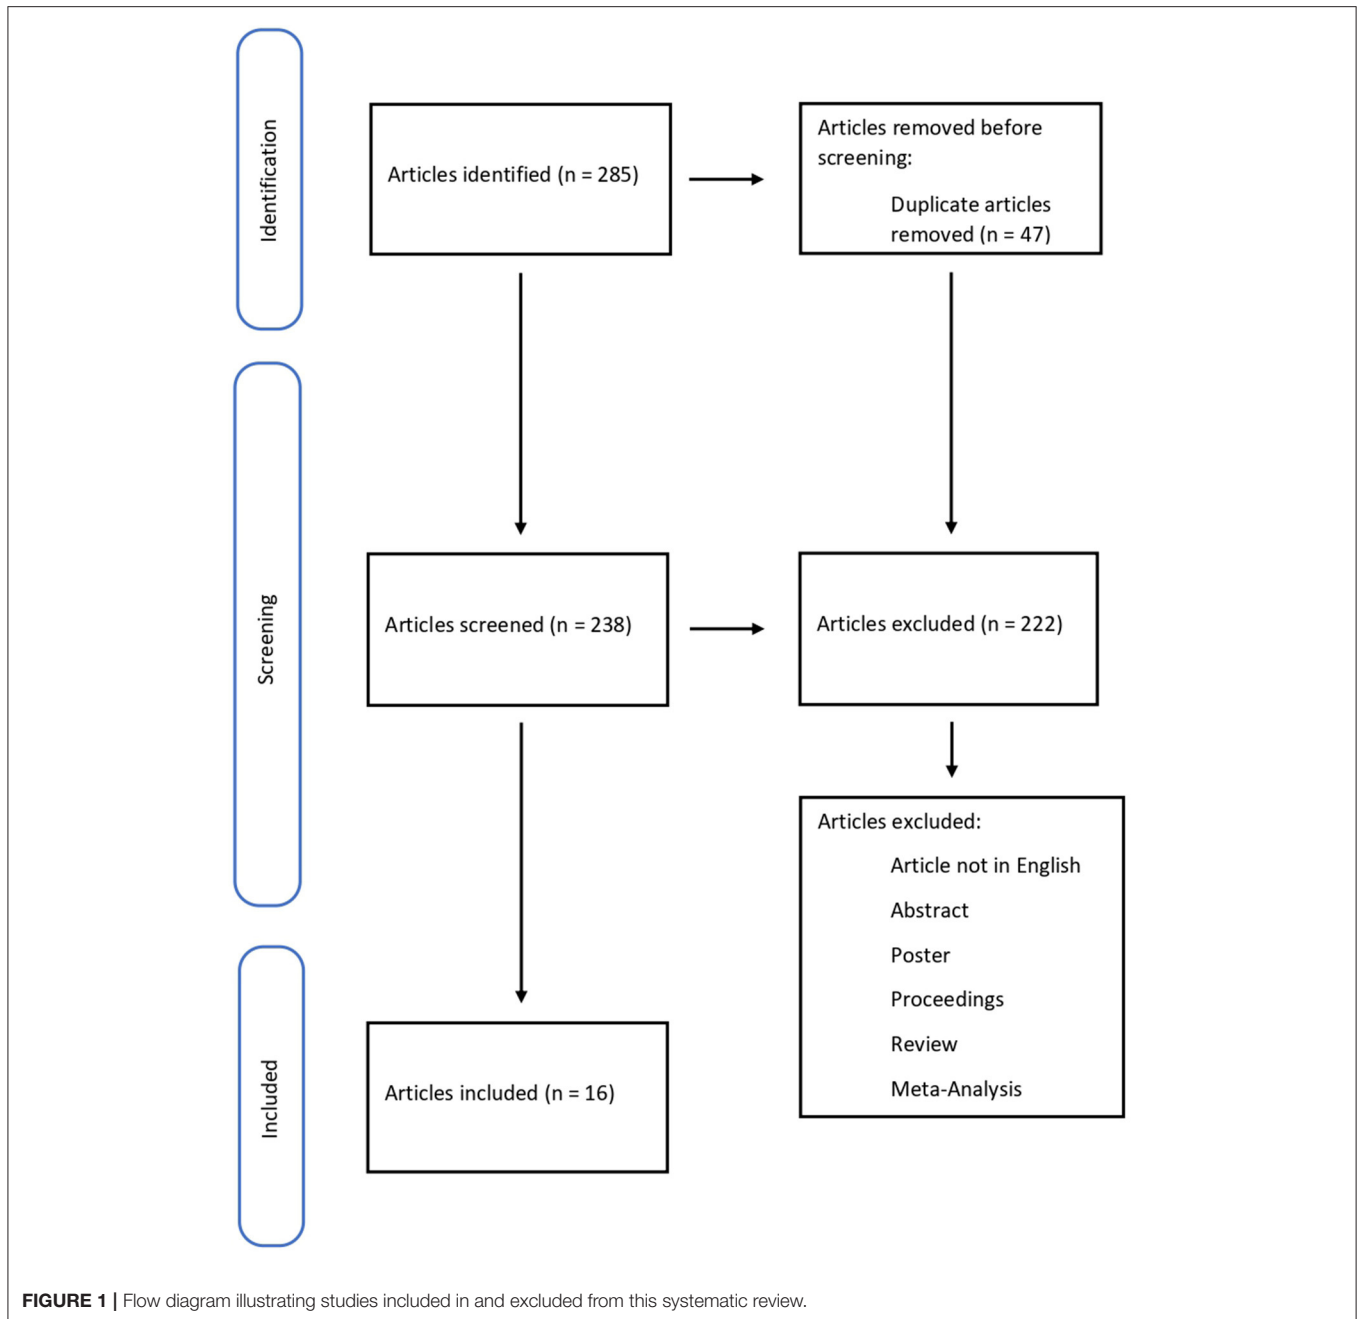 Identification
Articles identified (n = 285)
Articles removed before
screening:
Duplicate articles
removed (n = 47)
Screening
Articles screened (n = 238)
Articles excluded (n = 222)
Articles excluded:
Article not in English
Abstract
Poster
Proceedings
Review
Meta-Analysis
Included
Articles included (n = 16)
FIGURE 1 | Flow diagram illustrating studies included in and excluded from this systematic review.